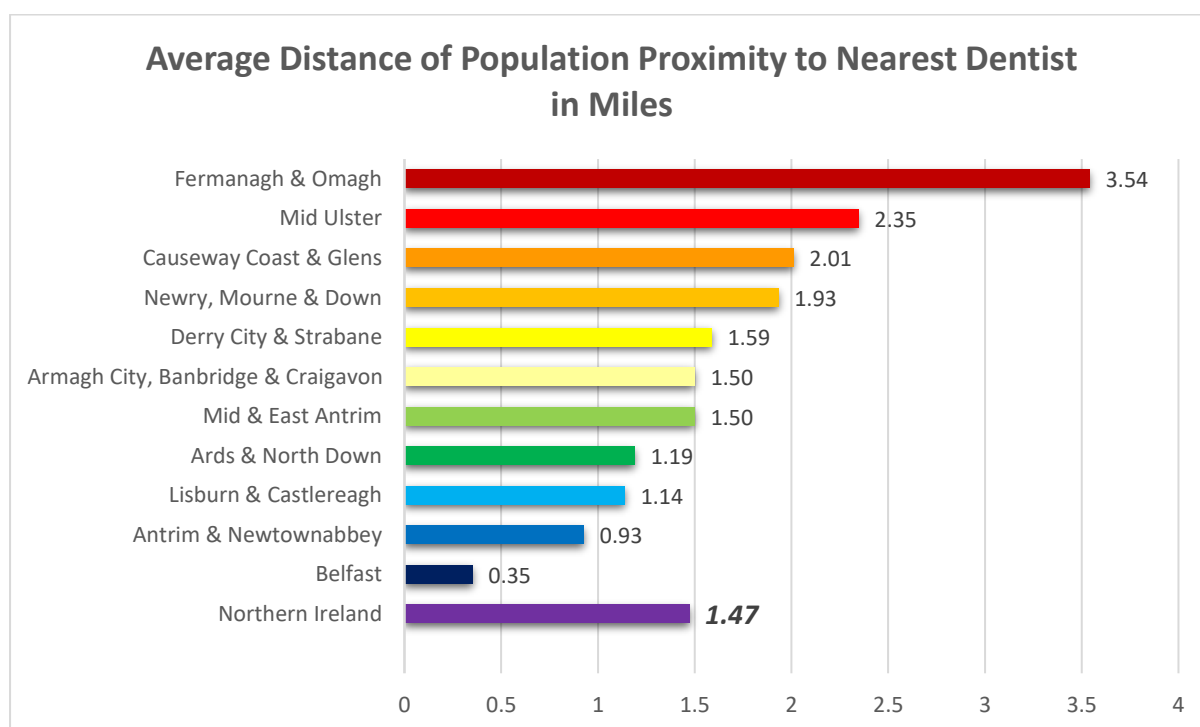 Average Distance of Population Proximity to Nearest Dentist
in Miles
Fermanagh & Omagh 3.54
Mid Ulster 2.35
Causeway Coast & Glens 2.01
Newry, Mourne & Down 1.93
Derry City & Strabane 1.59
Armagh City, Banbridge & Craigavon 1.50
Mid & East Antrim 1.50
Ards & North Down 1.19
Lisburn & Castlereagh 1.14
Antrim & Newtownabbey 0.93
Belfast 0.35
Northern Ireland 1.47
0 0.5 1 1.5 2 2.5 3 3.5 4